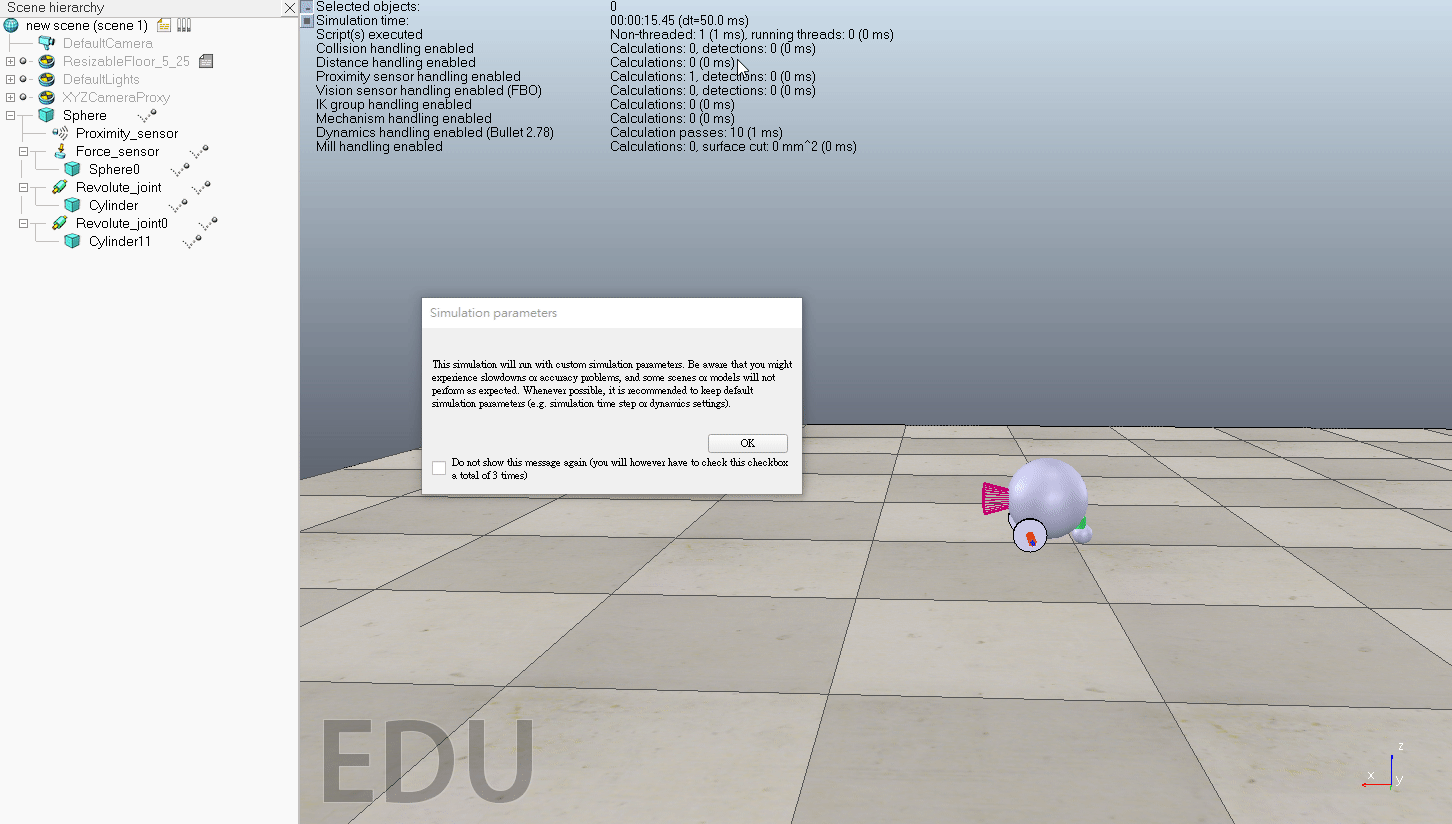 Scene hierarchy
new scene (scene 1)
DefaultCamera
ResizableFloor_5_25
DefaultLights
XYZCameraProxy
Sphere
Proximity_sensor
Force_sensor
Sphere0
Revolute_joint
Cylinder
Revolute_joint0
Cylinder11
Selected objects: 0
Simulation time: 00:00:15.45 (dt=50.0 ms)
Script(s) executed Non-threaded: 1 (1 ms), running threads: 0 (0 ms)
Collision handling enabled Calculations: 0, detections: 0 (0 ms)
Distance handling enabled Calculations: 0 (0 ms)
Proximity sensor handling enabled Calculations: 1, detections: 0 (0 ms)
Vision sensor handling enabled (FBO) Calculations: 0, detections: 0 (0 ms)
IK group handling enabled Calculations: 0 (0 ms)
Mechanism handling enabled Calculations: 0 (0 ms)
Dynamics handling enabled (Bullet 2.78) Calculation passes: 10 (1 ms)
Mill handling enabled Calculations: 0, surface cut: 0 mm^2 (0 ms)
Simulation parameters
This simulation will run with custom simulation parameters. Be aware that you might
experience slowdowns or accuracy problems, and some scenes or models will not
perform as expected. Whenever possible, it is recommended to keep default
simulation parameters (e.g. simulation time step or dynamics settings).
OK
Do not show this message again (you will however have to check this checkbox
a total of 3 times)
EDU
z
x
y